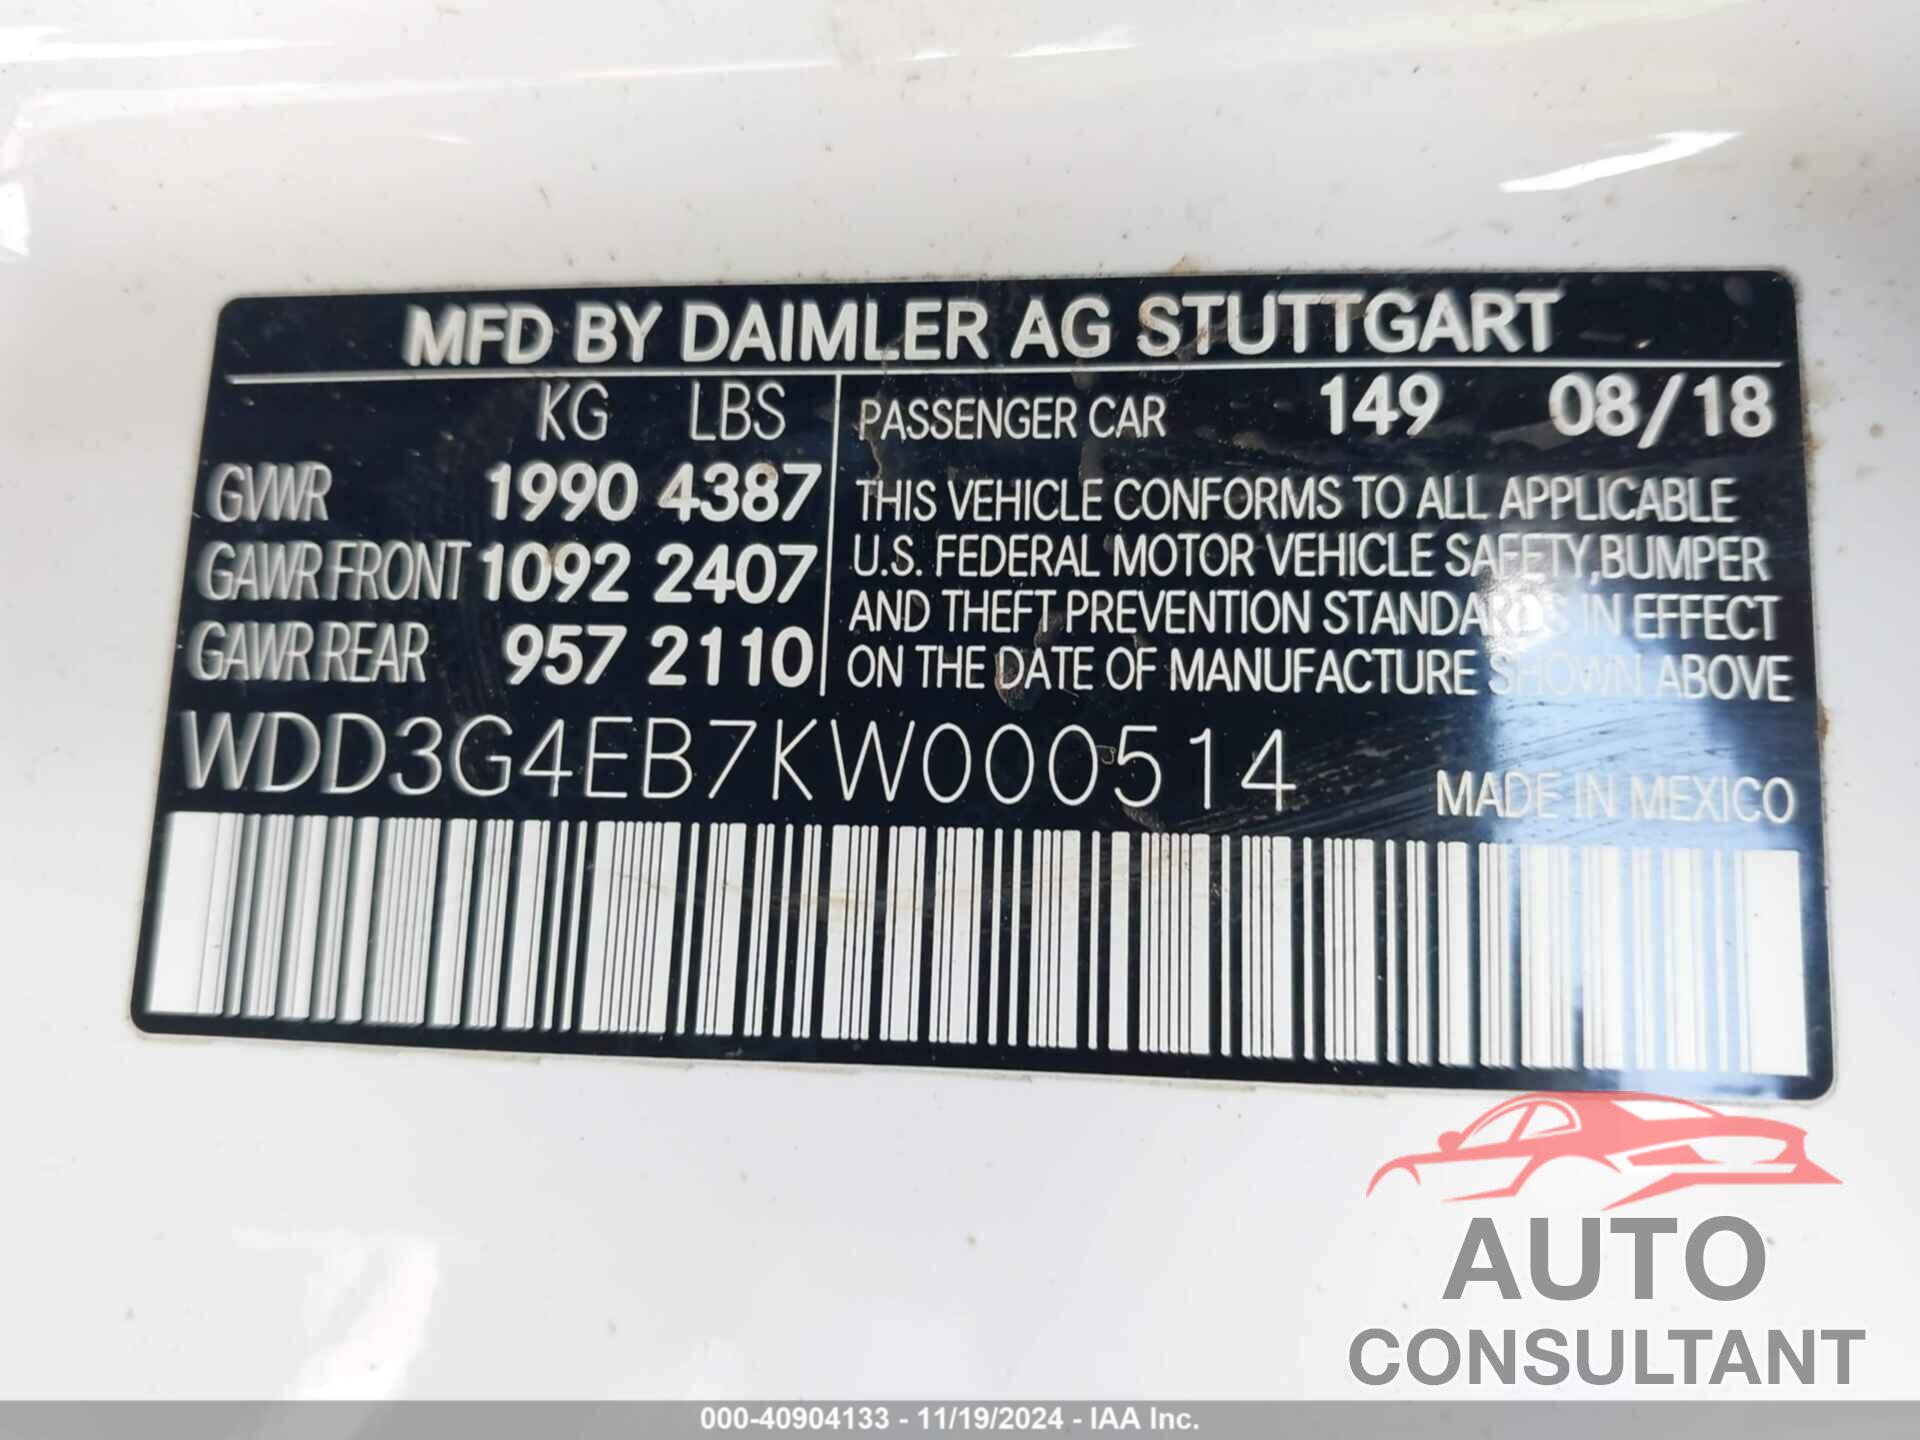 MFD BY DAIMLER AG STUTTGART
KG LBS
GVWR 1990 4387
GAWR FRONT 1092 2407
GAWR REAR 957 2110
PASSENGER CAR 149 08/18
THIS VEHICLE CONFORMS TO ALL APPLICABLE
U.S. FEDERAL MOTOR VEHICLE SAFETY, BUMPER
AND THEFT PREVENTION STANDARDS IN EFFECT
ON THE DATE OF MANUFACTURE SHOWN ABOVE
WDD3G4EB7KW000514
MADE IN MEXICO
AUTO
CONSULTANT
000-40904133 - 11/19/2024 - IAA Inc.